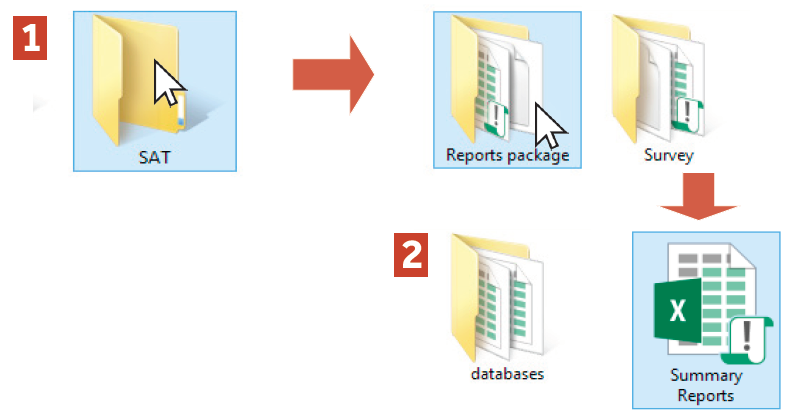 1
SAT
Reports package
Survey
2
databases
X
Summary
Reports